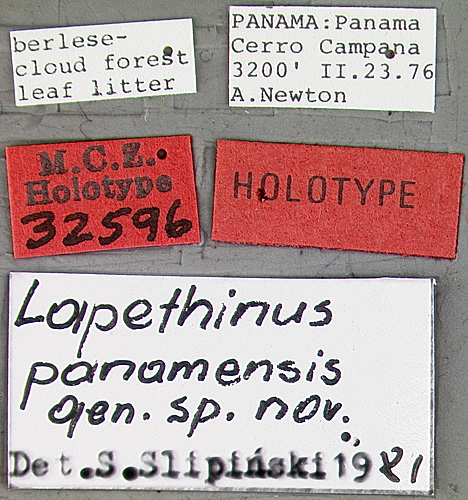 berlese-
cloud forest
leaf litter
PANAMA:Panama
Cerro Campana
3200' II.23.76
A.Newton
M.C.Z.
Holotype
32596
HOLOTYPE
Lapethinus
panamensis
gen. sp. nov.
Det.S.Slipiński 1981